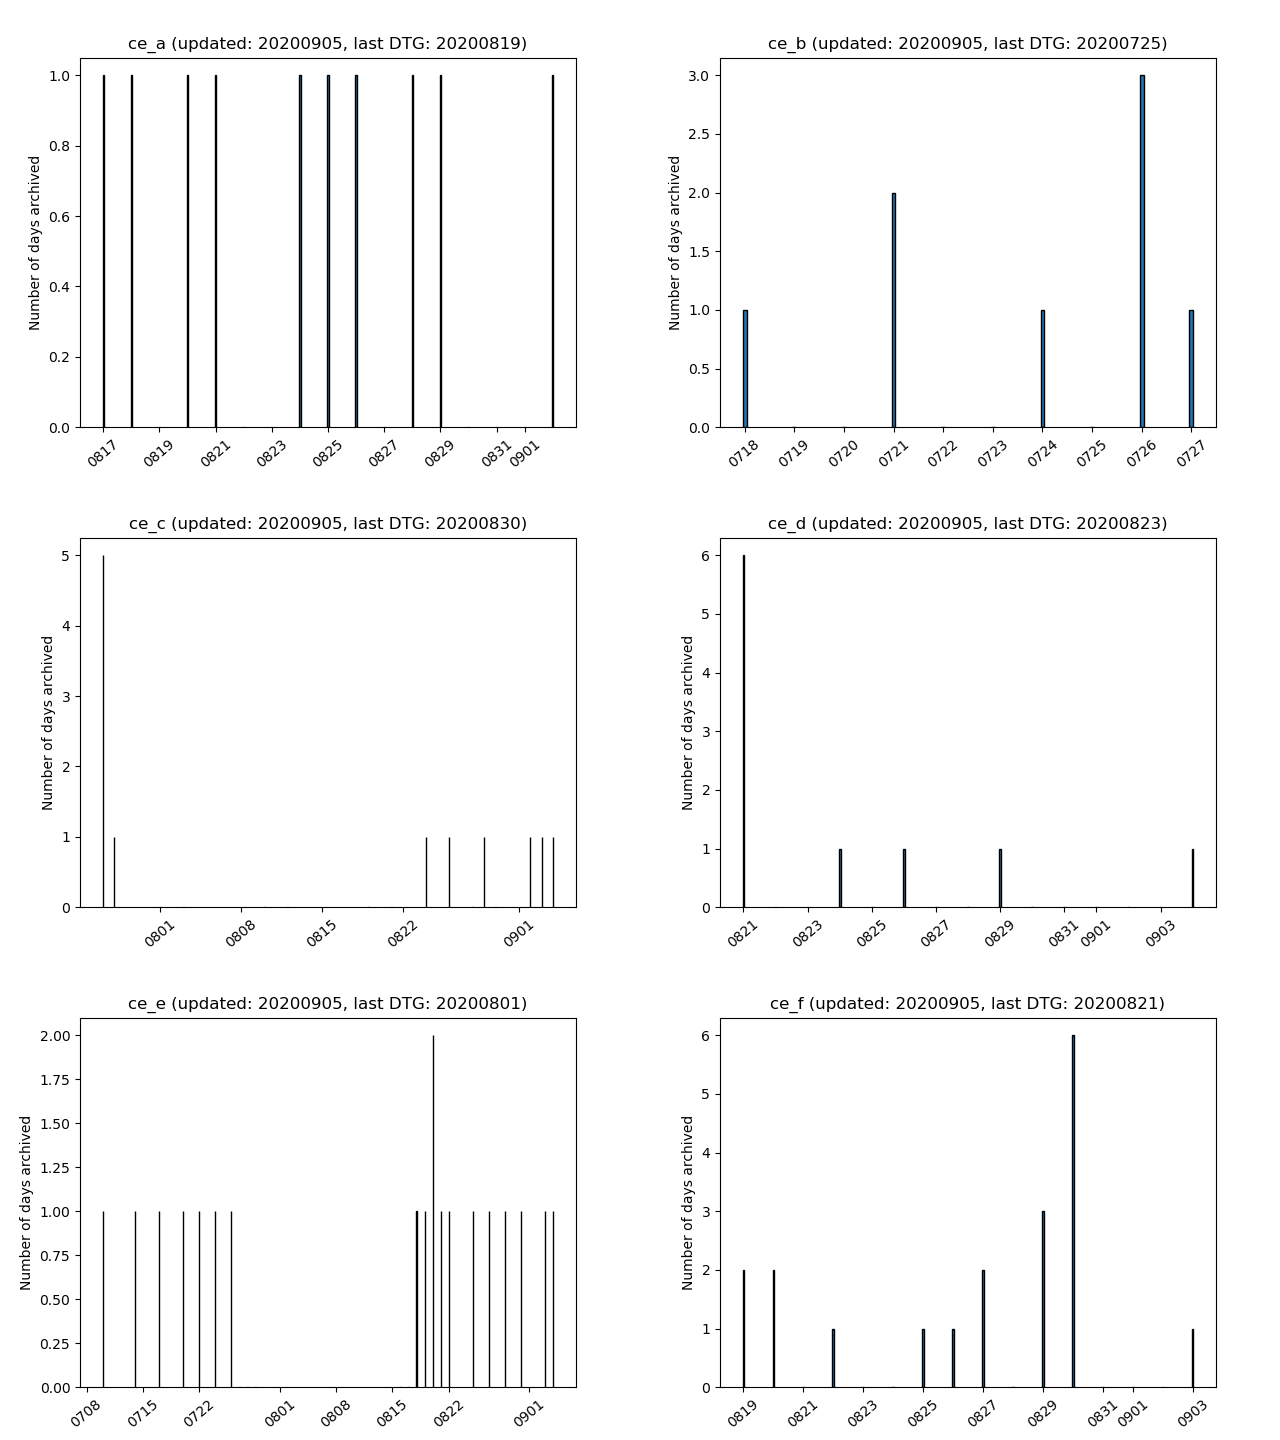 ce_a (updated: 20200905, last DTG: 20200819)
Number of days archived
1.0
0.8
0.6
0.4
0.2
0.0
0817 0819 0821 0823 0825 0827 0829 0831 0901
ce_b (updated: 20200905, last DTG: 20200725)
Number of days archived
3.0
2.5
2.0
1.5
1.0
0.5
0.0
0718 0719 0720 0721 0722 0723 0724 0725 0726 0727
ce_c (updated: 20200905, last DTG: 20200830)
Number of days archived
5
4
3
2
1
0
0801 0808 0815 0822 0901
ce_d (updated: 20200905, last DTG: 20200823)
Number of days archived
6
5
4
3
2
1
0
0821 0823 0825 0827 0829 0831 0901 0903
ce_e (updated: 20200905, last DTG: 20200801)
Number of days archived
2.00
1.75
1.50
1.25
1.00
0.75
0.50
0.25
0.00
0708 0715 0722 0801 0808 0815 0822 0901
ce_f (updated: 20200905, last DTG: 20200821)
Number of days archived
6
5
4
3
2
1
0
0819 0821 0823 0825 0827 0829 0831 0901 0903